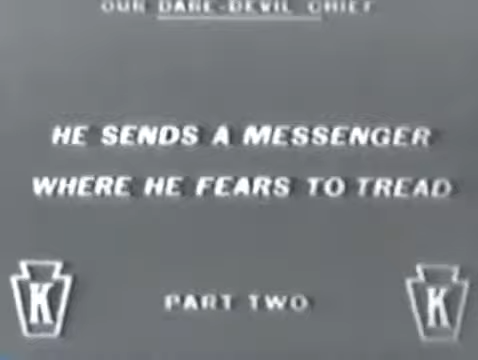 OUR DARE-DEVIL CHIEF
HE SENDS A MESSENGER
WHERE HE FEARS TO TREAD
K PART TWO K